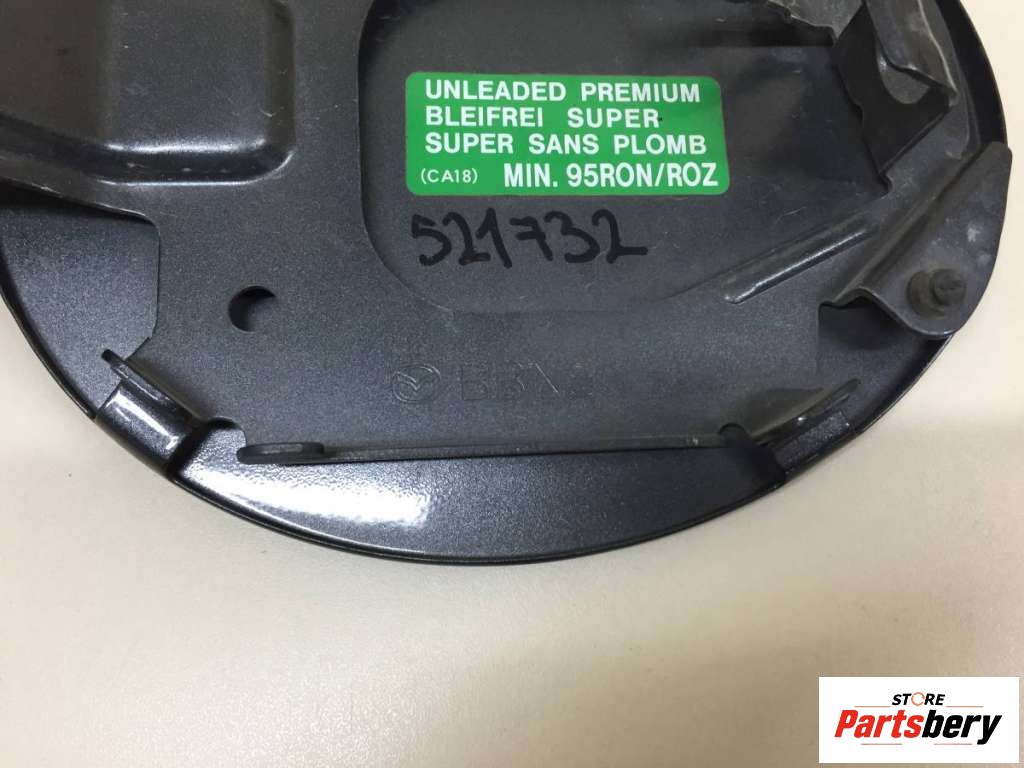 UNLEADED PREMIUM
BLEIFREI SUPER
SUPER SANS PLOMB
(CA18) MIN. 95RON/ROZ
521732
STORE
Partsbery